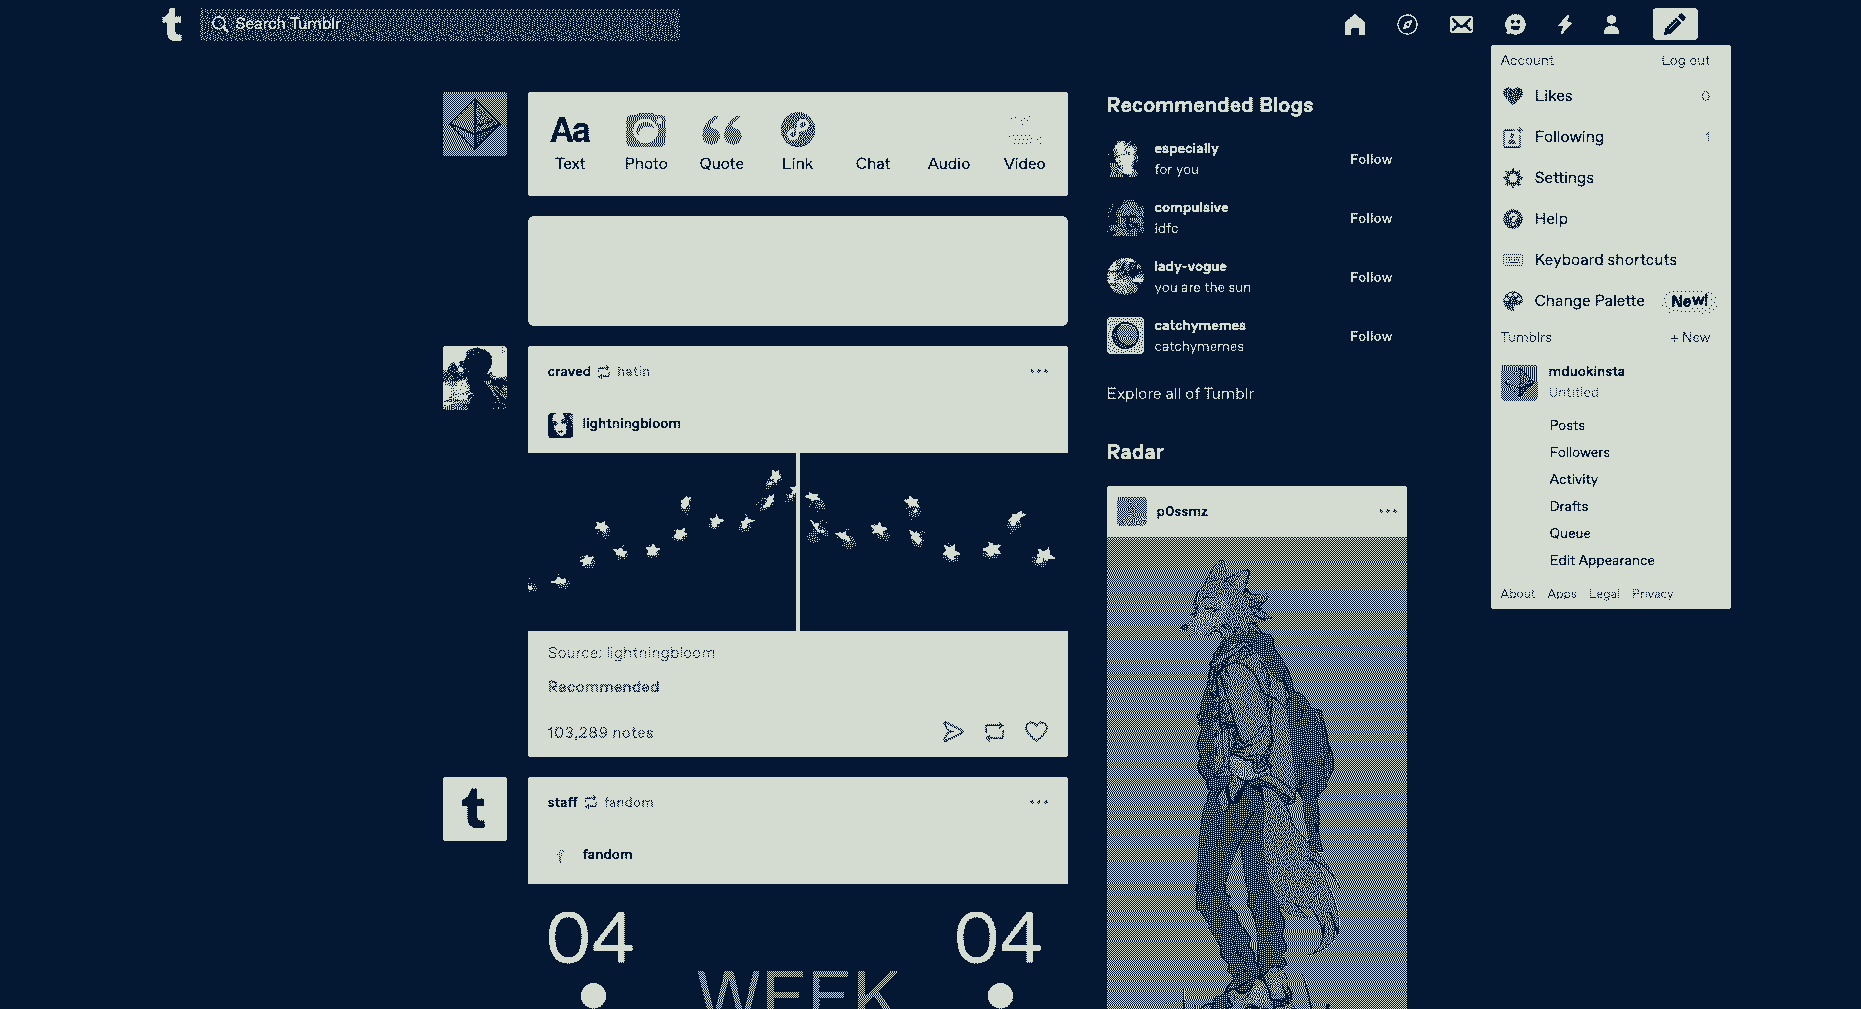 t
Search Tumblr
Account Log out
Likes 0
Following 1
Settings
Help
Keyboard shortcuts
Change Palette New!
Tumblrs + New
mduokinsta
Untitled
Posts
Followers
Activity
Drafts
Queue
Edit Appearance
About Apps Legal Privacy
Aa
Text Photo Quote Link Chat Audio Video
craved hatin
lightningbloom
Source: lightningbloom
Recommended
103,289 notes
t
staff fandom
fandom
04 04
WEEK
Recommended Blogs
especially
for you
Follow
compulsive
idfc
Follow
lady-vogue
you are the sun
Follow
catchymemes
catchymemes
Follow
Explore all of Tumblr
Radar
p0ssmz